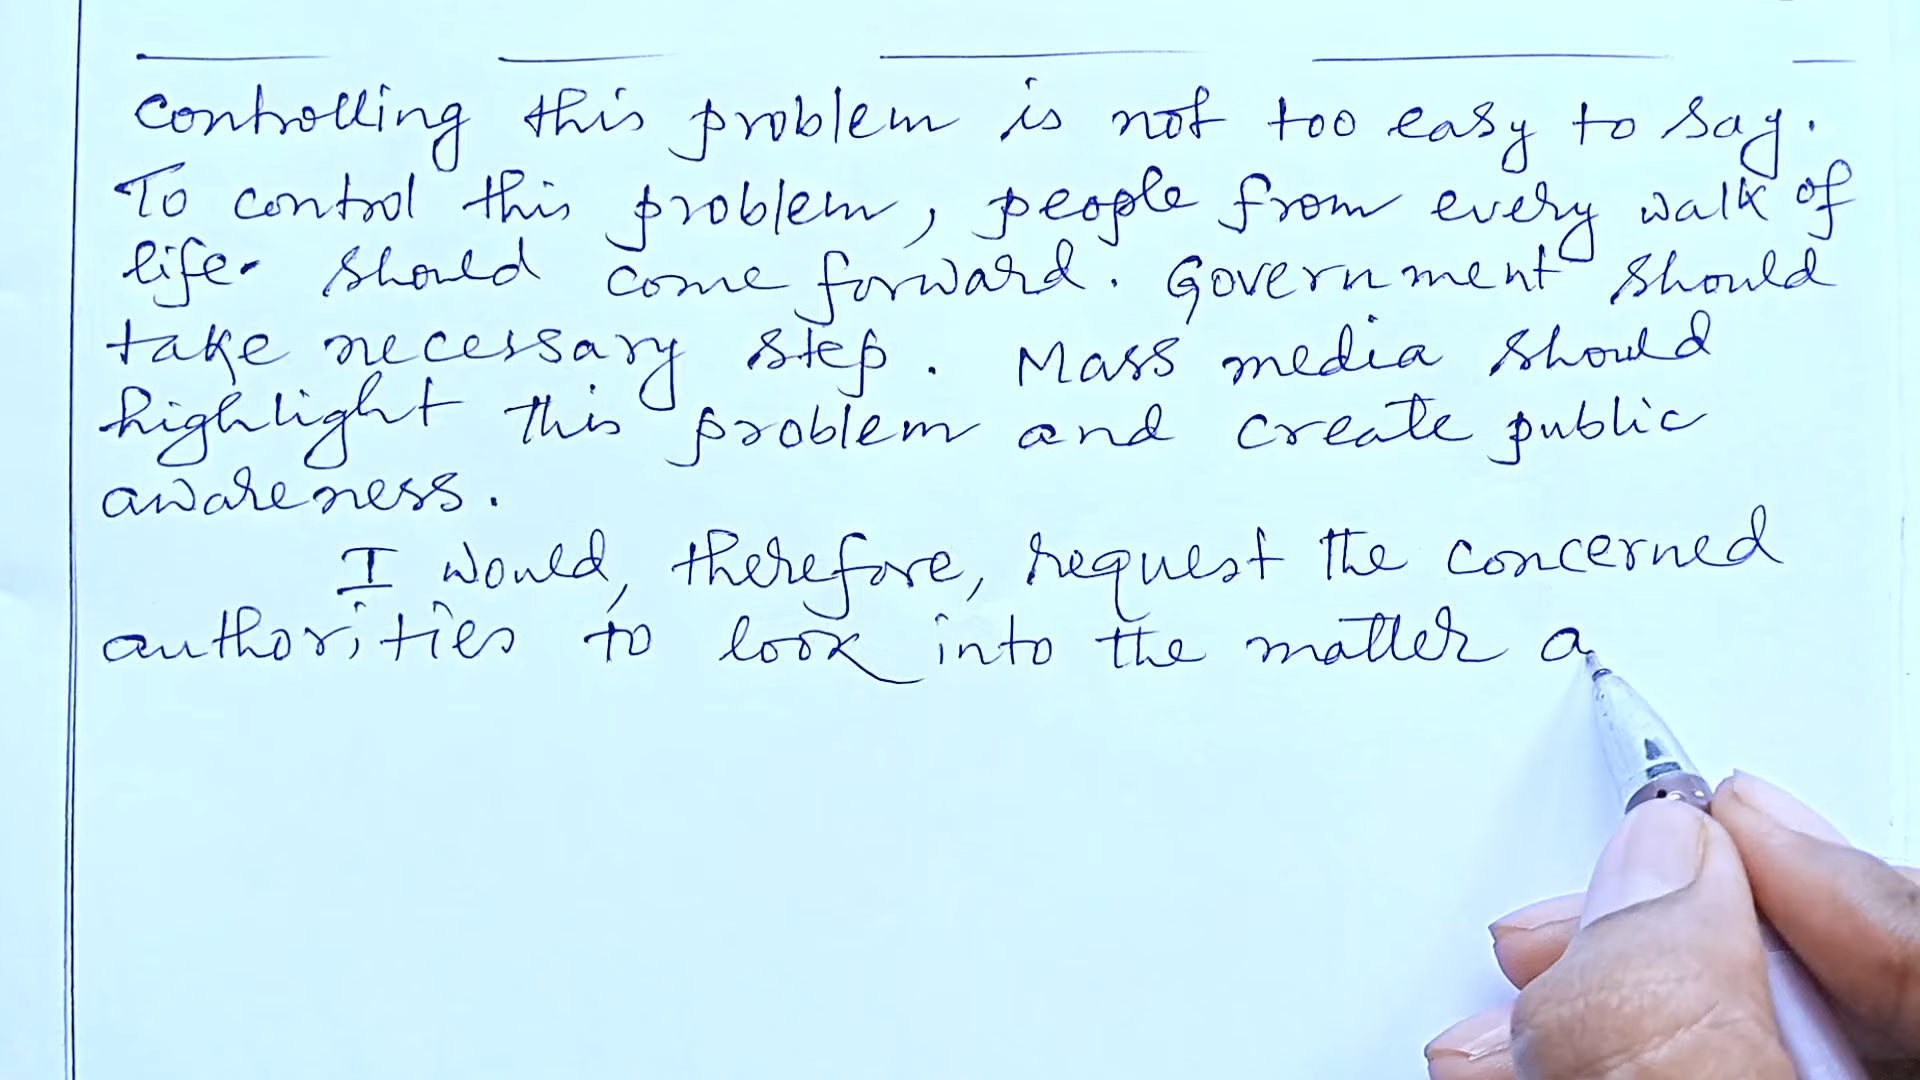 controlling this problem is not too easy to say.
To control this problem, people from every walk of
life. should come forward. Government should
take necessary step. Mass media should
highlight this problem and create public
awareness.
I would, therefore, request the concerned
authorities to look into the matter a